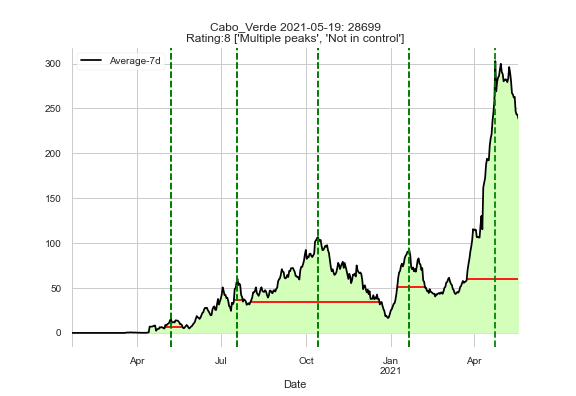 Cabo_Verde 2021-05-19: 28699
Rating:8 ['Multiple peaks', 'Not in control']
Average-7d
300
250
200
150
100
50
0
Apr
Jul
Oct
Jan
2021
Apr
Date